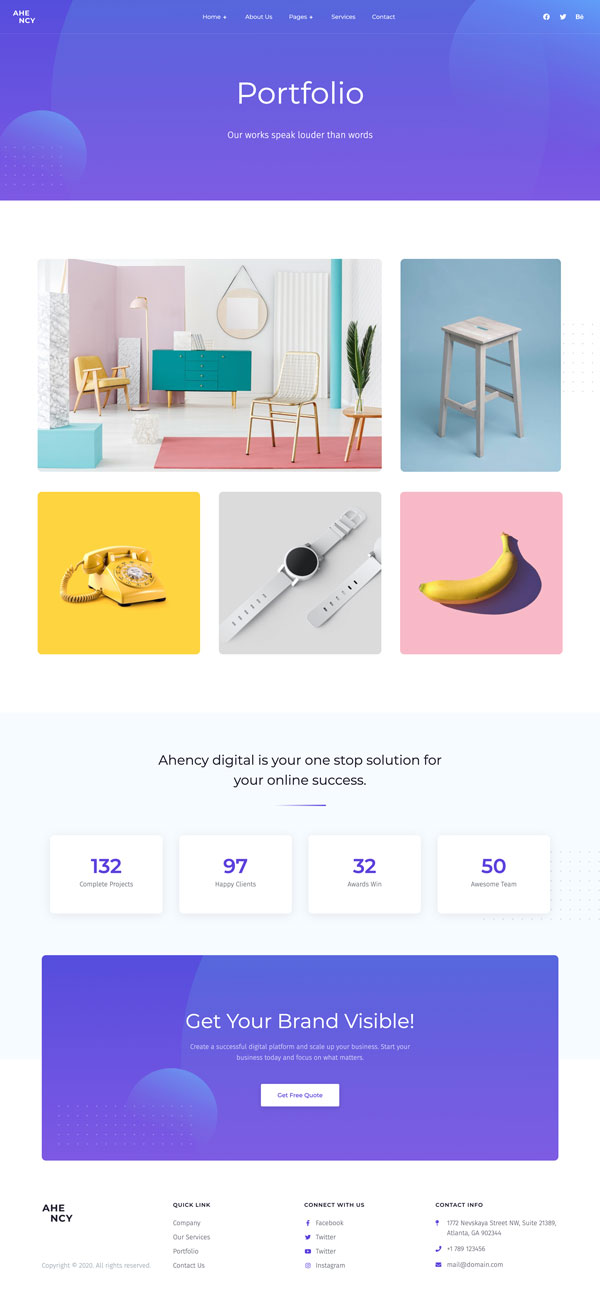 AHE
NCY
Home +
About Us
Pages +
Services
Contact
Bē
Portfolio
Our works speak louder than words
Ahency digital is your one stop solution for
your online success.
132
Complete Projects
97
Happy Clients
32
Awards Win
50
Awesome Team
Get Your Brand Visible!
Create a successful digital platform and scale up your business. Start your
business today and focus on what matters.
Get Free Quote
AHE
NCY
Copyright © 2020. All rights reserved.
QUICK LINK
Company
Our Services
Portfolio
Contact Us
CONNECT WITH US
Facebook
Twitter
Twitter
Instagram
CONTACT INFO
1772 Nevskaya Street NW, Suite 21389,
Atlanta, GA 902344
+1 789 123456
mail@domain.com